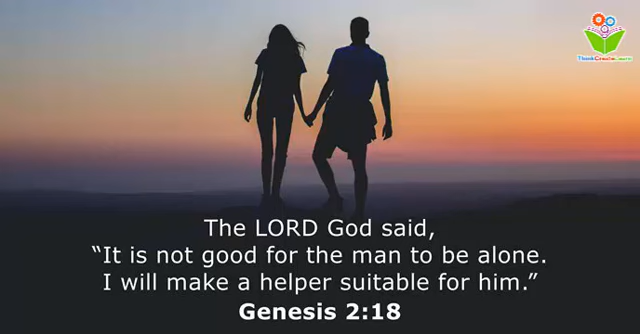 ThinkCreateLearn
The LORD God said,
“It is not good for the man to be alone.
I will make a helper suitable for him.”
Genesis 2:18